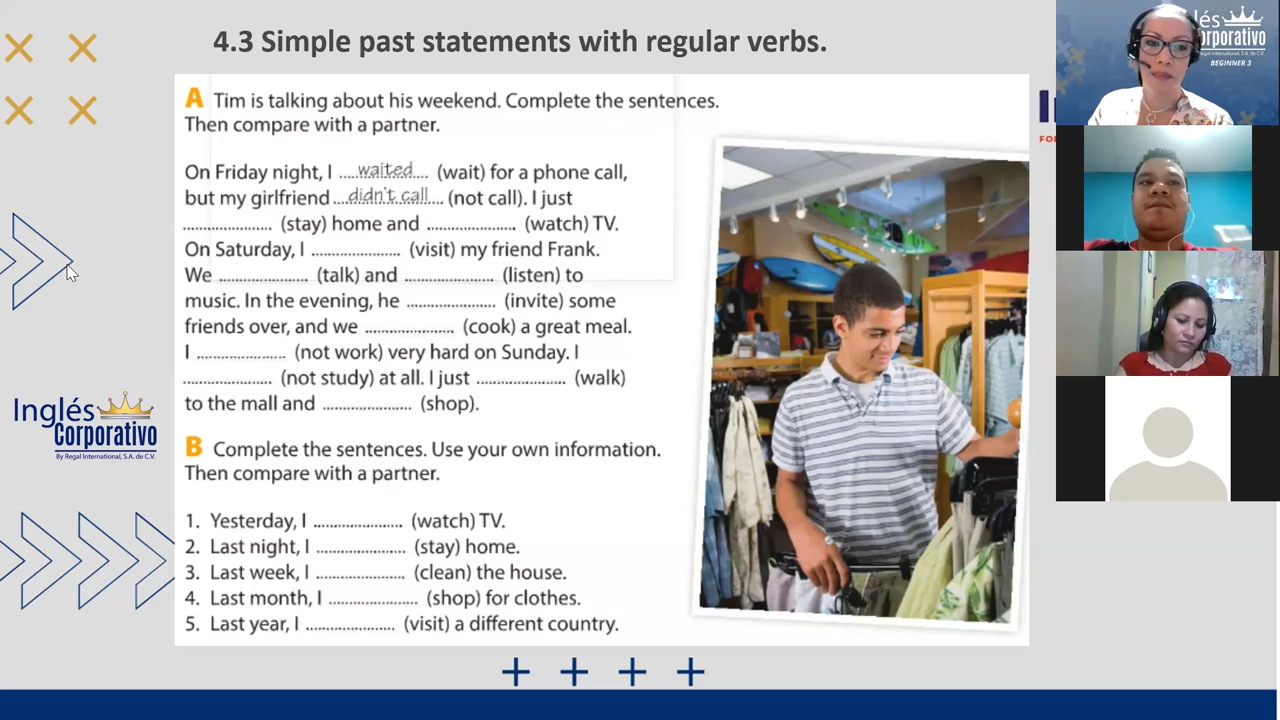 4.3 Simple past statements with regular verbs.
A Tim is talking about his weekend. Complete the sentences.
Then compare with a partner.
On Friday night, I ....waited.... (wait) for a phone call,
but my girlfriend ....didn't call.... (not call). I just
...................... (stay) home and ...................... (watch) TV.
On Saturday, I ...................... (visit) my friend Frank.
We ...................... (talk) and ...................... (listen) to
music. In the evening, he ...................... (invite) some
friends over, and we ...................... (cook) a great meal.
I ...................... (not work) very hard on Sunday. I
...................... (not study) at all. I just ...................... (walk)
to the mall and ...................... (shop).
B Complete the sentences. Use your own information.
Then compare with a partner.
1. Yesterday, I ...................... (watch) TV.
2. Last night, I ...................... (stay) home.
3. Last week, I ...................... (clean) the house.
4. Last month, I ...................... (shop) for clothes.
5. Last year, I ...................... (visit) a different country.
Inglés
Corporativo
By Regal International, S.A. de C.V.
lés
orporativo
Regal International, S.A. de C.V.
BEGINNER 3
FO